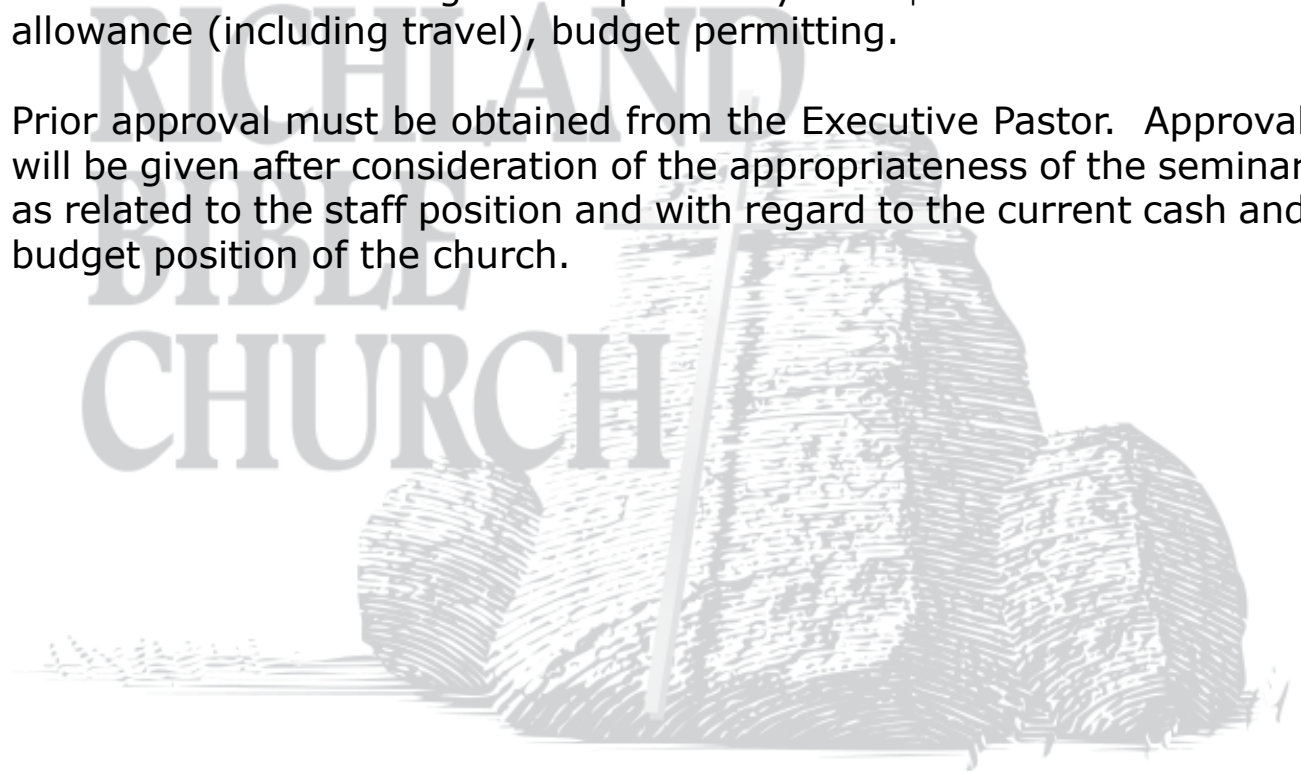 allowance (including travel), budget permitting.
Prior approval must be obtained from the Executive Pastor.  Approval
will be given after consideration of the appropriateness of the seminar
as related to the staff position and with regard to the current cash and
budget position of the church.
RICHLAND
BIBLE
CHURCH